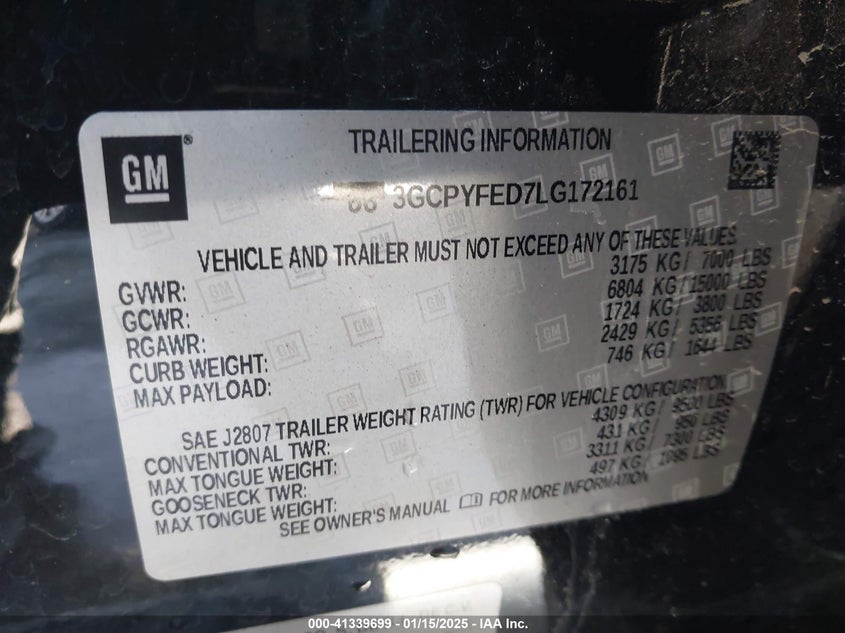 GM
TRAILERING INFORMATION
3GCPYFED7LG172161
VEHICLE AND TRAILER MUST NOT EXCEED ANY OF THESE VALUES
GVWR: 3175 KG / 7000 LBS
GCWR: 6804 KG / 15000 LBS
RGAWR: 1724 KG / 3800 LBS
CURB WEIGHT: 2429 KG / 5356 LBS
MAX PAYLOAD: 746 KG / 1644 LBS
SAE J2807 TRAILER WEIGHT RATING (TWR) FOR VEHICLE CONFIGURATION
CONVENTIONAL TWR: 4309 KG / 9500 LBS
MAX TONGUE WEIGHT: 431 KG / 950 LBS
GOOSENECK TWR: 3311 KG / 7300 LBS
MAX TONGUE WEIGHT: 497 KG / 1095 LBS
SEE OWNER'S MANUAL FOR MORE INFORMATION
000-41339699 - 01/15/2025 - IAA Inc.